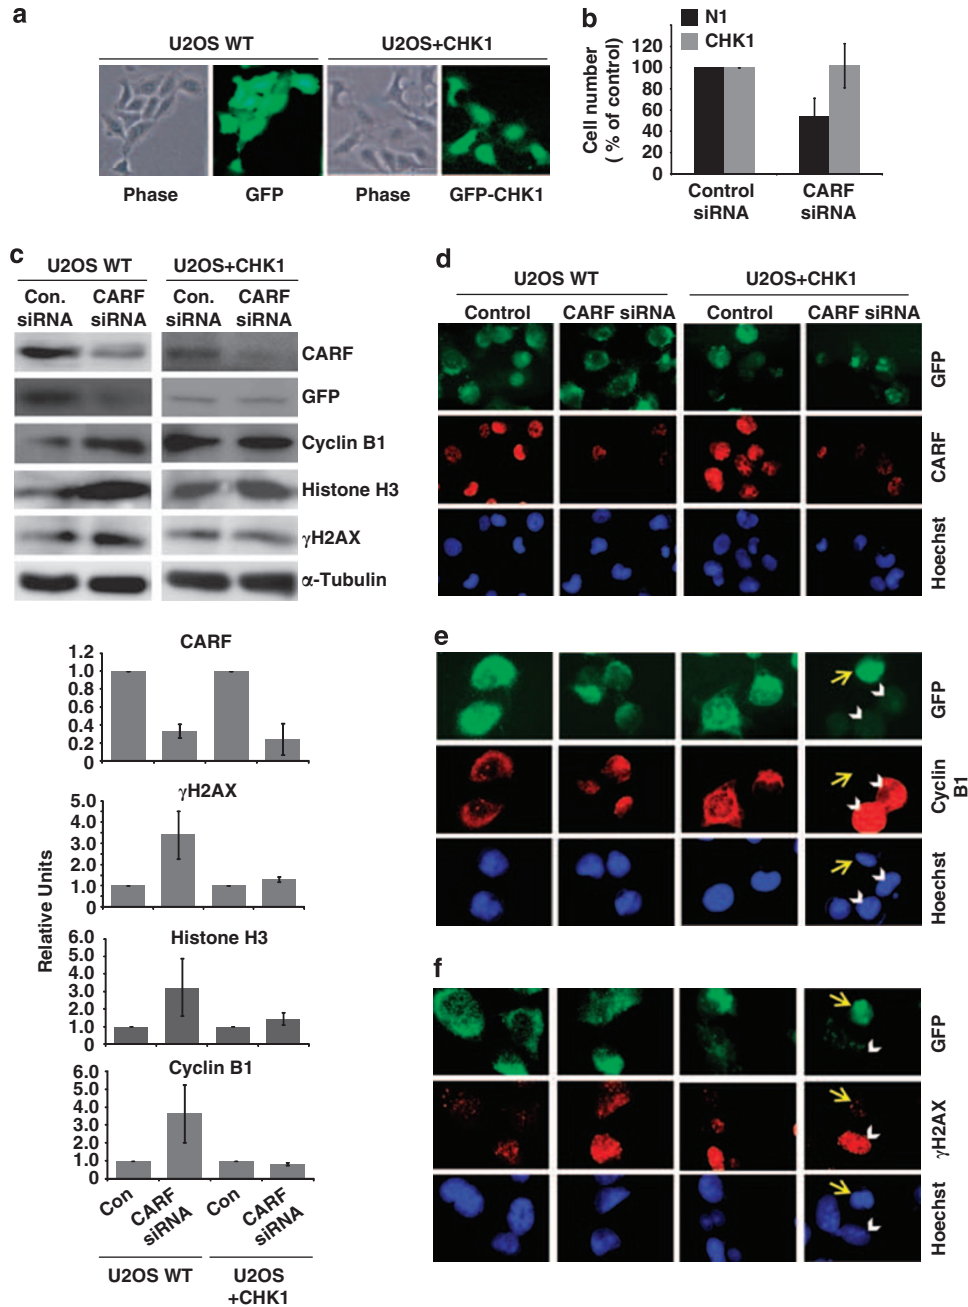 a
U2OS WT
U2OS+CHK1
Phase
GFP
Phase
GFP-CHK1
b
N1
CHK1
Cell number
( % of control)
120
100
80
60
40
20
0
Control
siRNA
CARF
siRNA
c
U2OS WT
U2OS+CHK1
Con.
siRNA
CARF
siRNA
Con.
siRNA
CARF
siRNA
CARF
GFP
Cyclin B1
Histone H3
γH2AX
α-Tubulin
Relative Units
CARF
1.2
1.0
0.8
0.6
0.4
0.2
0
γH2AX
5.0
4.0
3.0
2.0
1.0
0
Histone H3
6.0
5.0
4.0
3.0
2.0
1.0
0
Cyclin B1
6.0
5.0
4.0
3.0
2.0
1.0
0
Con
CARF
siRNA
Con
CARF
siRNA
U2OS WT
U2OS
+CHK1
d
U2OS WT
U2OS+CHK1
Control
CARF siRNA
Control
CARF siRNA
GFP
CARF
Hoechst
e
GFP
Cyclin
B1
Hoechst
f
GFP
γH2AX
Hoechst